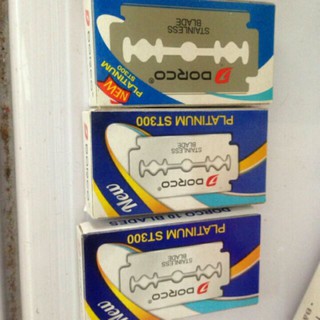 STAINLESS
BLADE
DORCO
PLATINUM
ST300
NEW
PLATINUM ST300
STAINLESS
BLADE
DORCO
New
DORCO 10 BLADES
PLATINUM ST300
STAINLESS
BLADE
DORCO
New